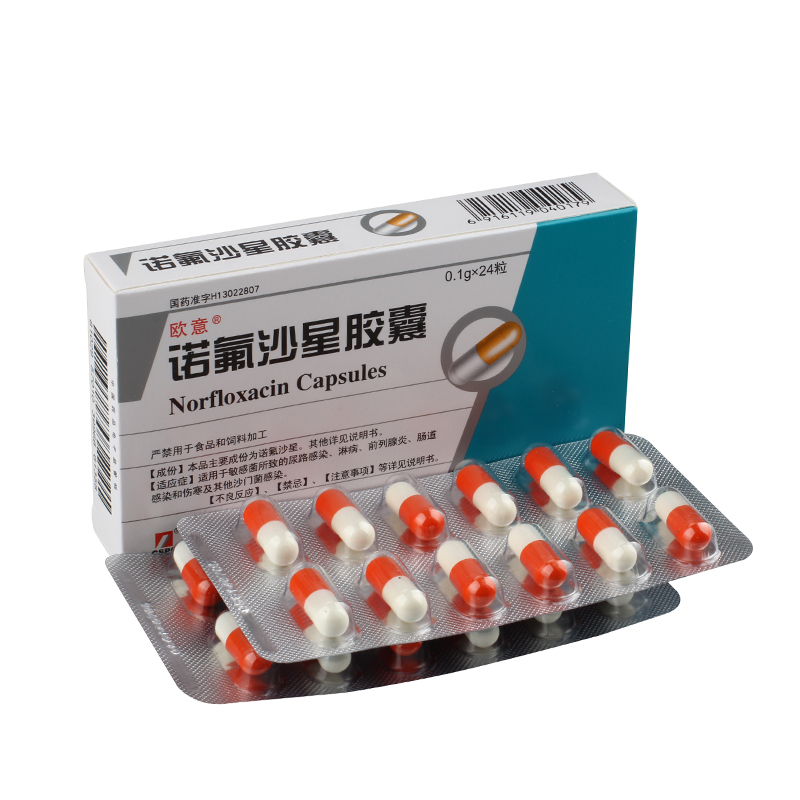 6 916119 040179
诺氟沙星胶囊
0.1g×24粒
国药准字H13022807
欧意®
诺氟沙星胶囊
Norfloxacin Capsules
严禁用于食品和饲料加工
【成份】本品主要成份为诺氟沙星。其他详见说明书。
【适应症】适用于敏感菌所致的尿路感染、淋病、前列腺炎、肠道
感染和伤寒及其他沙门菌感染。
【不良反应】、【禁忌】、【注意事项】等详见说明书。